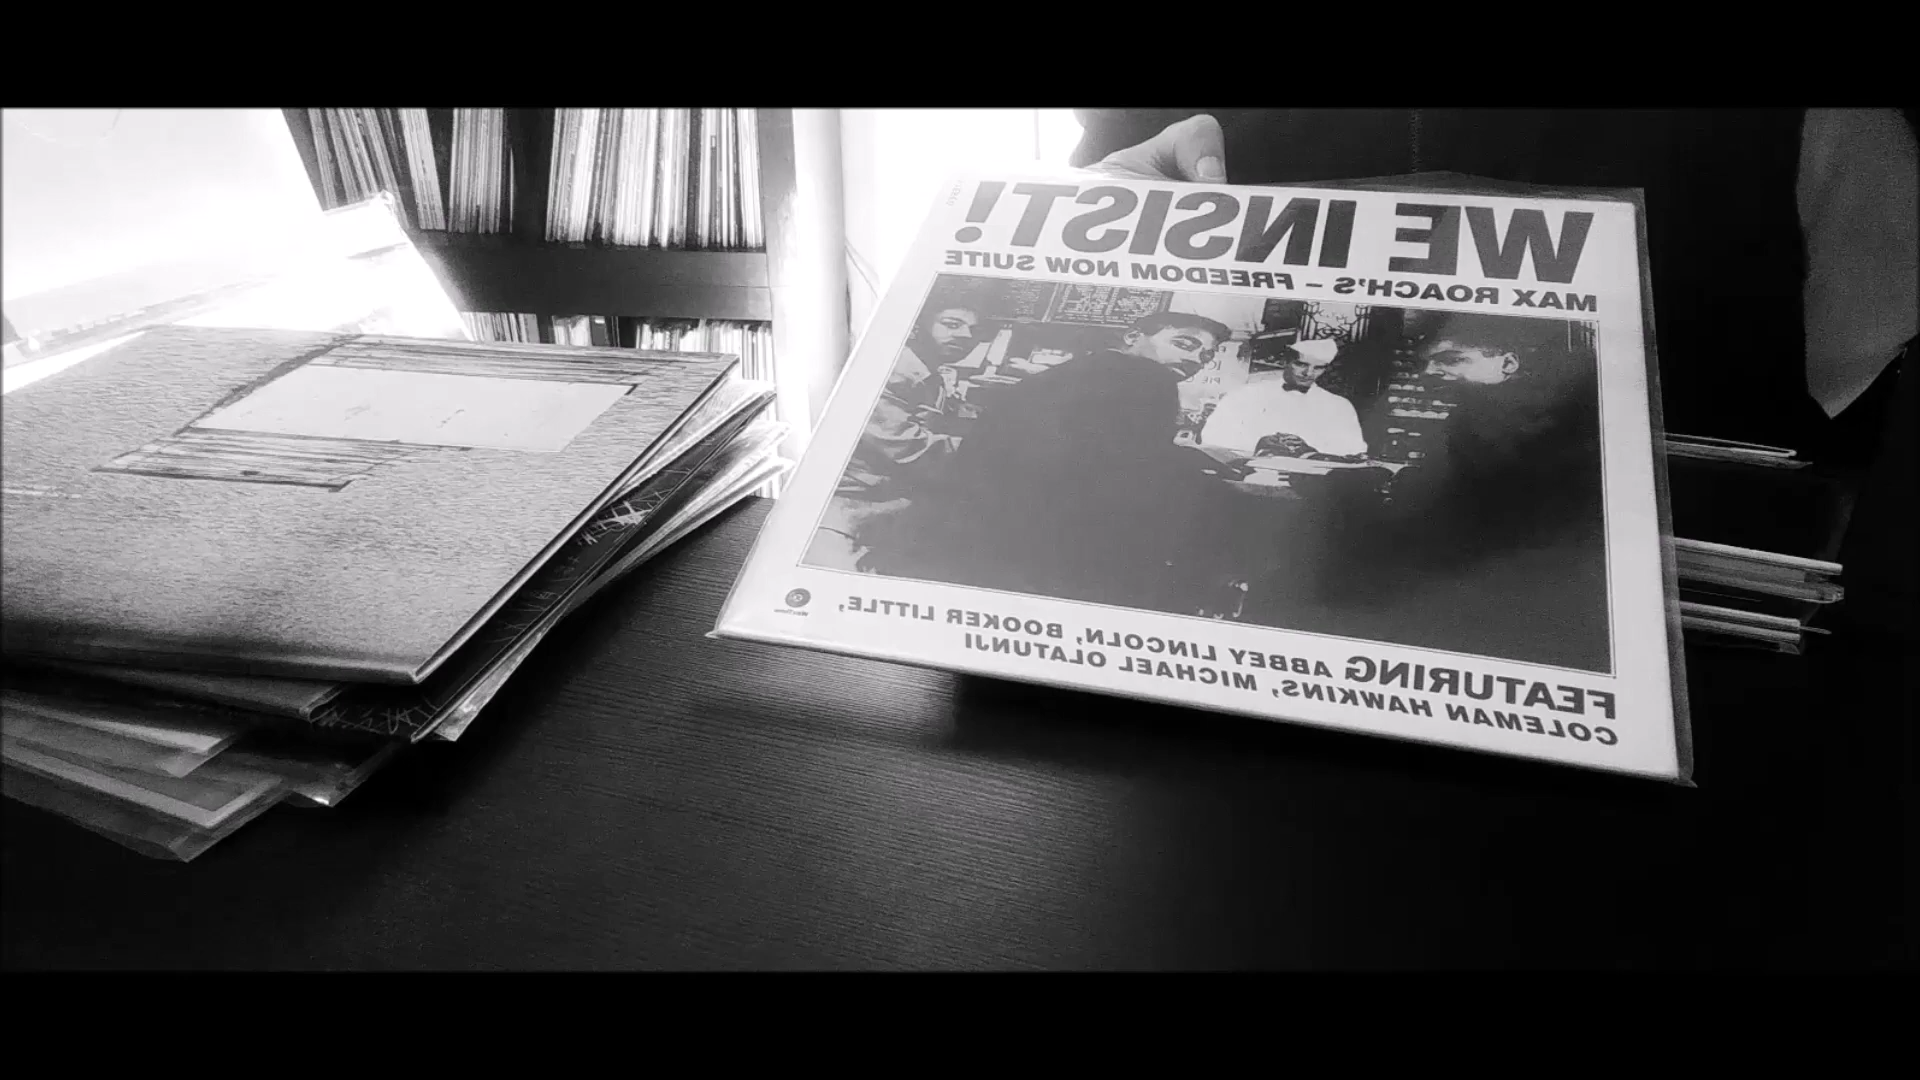 WE INSIST!
MAX ROACH'S – FREEDOM NOW SUITE
FEATURING ABBEY LINCOLN, BOOKER LITTLE,
COLEMAN HAWKINS, MICHAEL OLATUNJI